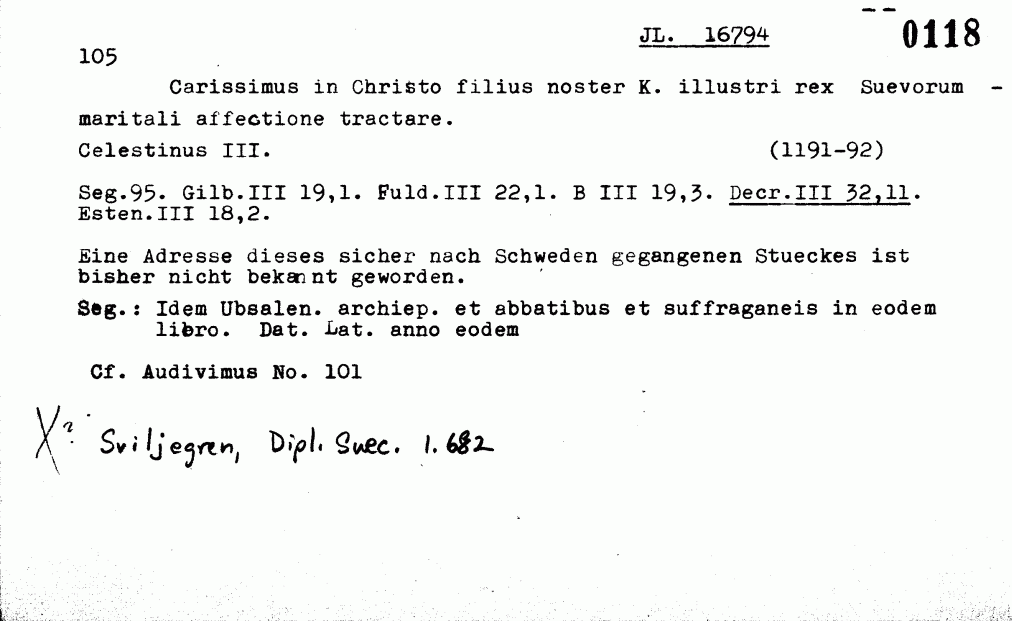 JL. 16794 -- 0118
105
Carissimus in Christo filius noster K. illustri rex Suevorum -
maritali affectione tractare.
Celestinus III. (1191-92)
Seg.95. Gilb.III 19,1. Fuld.III 22,1. B III 19,3. Decr.III 32,11.
Esten.III 18,2.
Eine Adresse dieses sicher nach Schweden gegangenen Stueckes ist
bisher nicht bekannt geworden.
Seg.: Idem Ubsalen. archiep. et abbatibus et suffraganeis in eodem
libro. Dat. Lat. anno eodem
Cf. Audivimus No. 101
X? Sviljegren, Dipl. Suec. 1.682